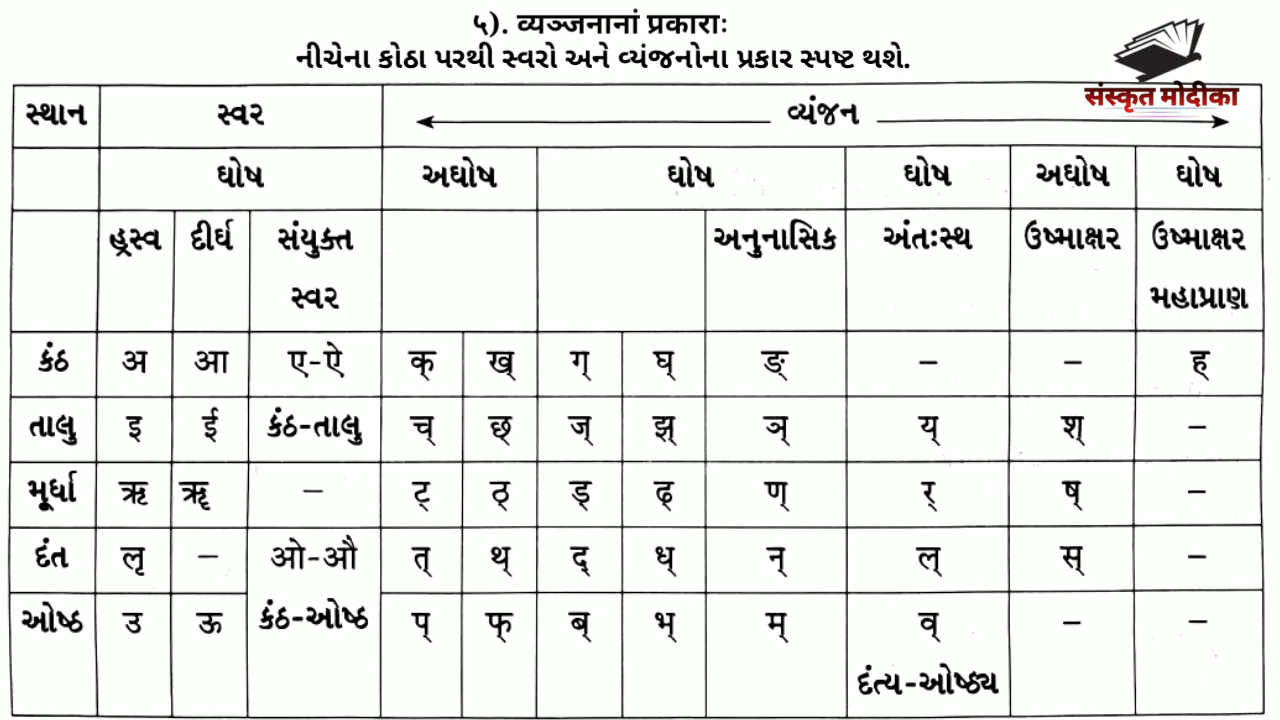 ૫). વ્યઞ્જનાનાં પ્રકારાઃ
નીચેના કોઠા પરથી સ્વરો અને વ્યંજનોના પ્રકાર સ્પષ્ટ થશે.
संस्कृत मोदीका
સ્થાન સ્વર વ્યંજન
ઘોષ અઘોષ ઘોષ ઘોષ અઘોષ ઘોષ
હ્રસ્વ દીર્ઘ સંયુક્ત અનુનાસિક અંતઃસ્થ ઉષ્માક્ષર ઉષ્માક્ષર
સ્વર મહાપ્રાણ
કંઠ अ आ ए-ऐ क् ख् ग् घ् ङ् – – ह्
તાલુ इ ई કંઠ-તાલુ च् छ् ज् झ् ञ् य् श् –
મૂર્ધા ऋ ॠ – ट् ठ् ड् ढ् ण् र् ष् –
દંત लृ – ओ-औ त् थ् द् ध् न् ल् स् –
ઓષ્ઠ उ ऊ કંઠ-ઓષ્ઠ प् फ् ब् भ् म् व् – –
દંત્ય-ઓષ્ઠ્ય